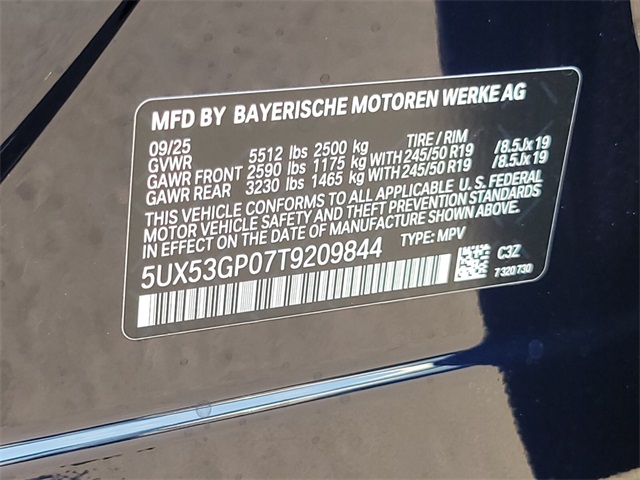 MFD BY BAYERISCHE MOTOREN WERKE AG
09/25 TIRE / RIM
GVWR 5512 lbs 2500 kg
GAWR FRONT 2590 lbs 1175 kg WITH 245/50 R19 /8.5Jx19
GAWR REAR 3230 lbs 1465 kg WITH 245/50 R19 /8.5Jx19
THIS VEHICLE CONFORMS TO ALL APPLICABLE U. S. FEDERAL
MOTOR VEHICLE SAFETY AND THEFT PREVENTION STANDARDS
IN EFFECT ON THE DATE OF MANUFACTURE SHOWN ABOVE.
5UX53GP07T9209844 TYPE: MPV
C3Z
7 320 730